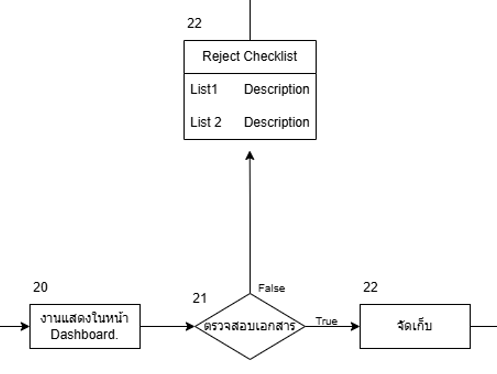 22
Reject Checklist
List1 Description
List 2 Description
False
20
21
22
งานแสดงในหน้า
Dashboard.
ตรวจสอบเอกสาร
True
จัดเก็บ